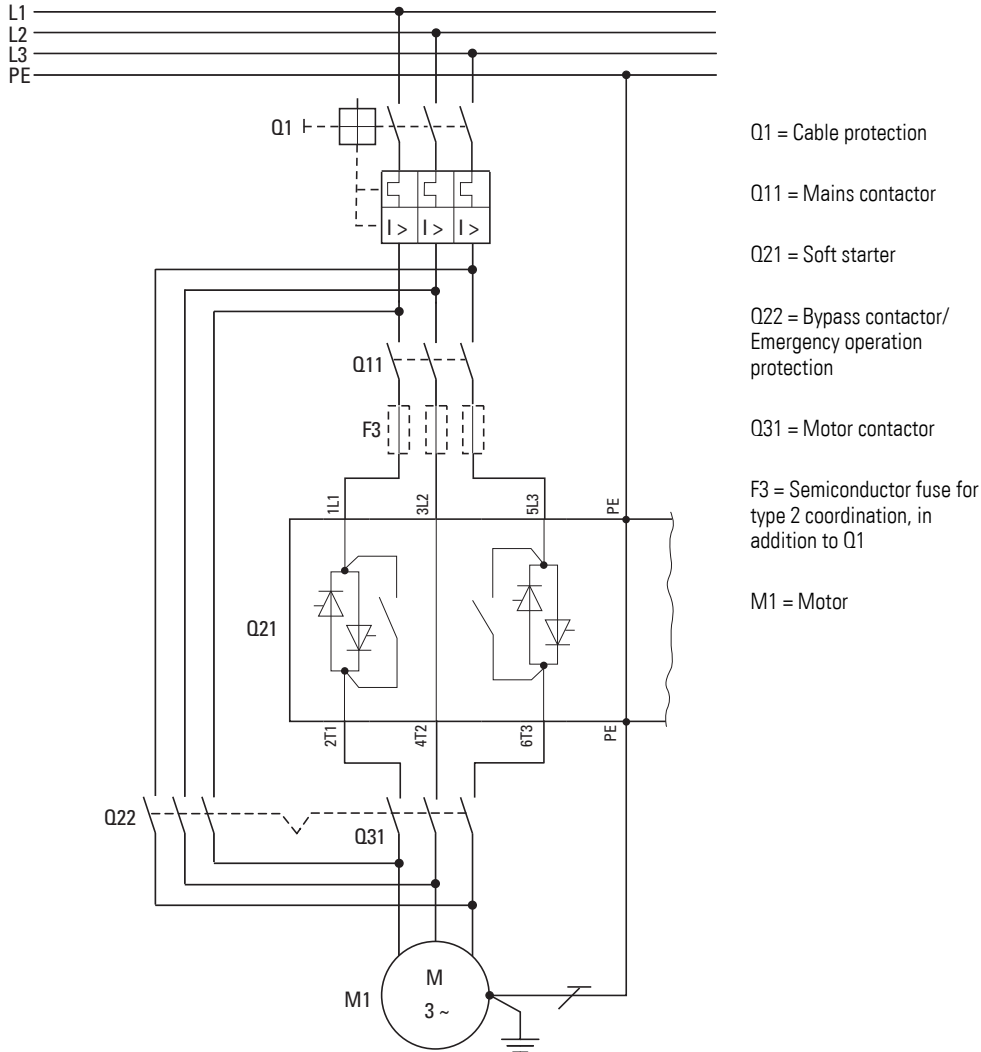 L1
L2
L3
PE
Q1
I > I > I >
Q11
F3
1L1 3L2 5L3 PE
Q21
2T1 4T2 6T3 PE
Q22
Q31
M1
M
3 ~
Q1 = Cable protection
Q11 = Mains contactor
Q21 = Soft starter
Q22 = Bypass contactor/
Emergency operation
protection
Q31 = Motor contactor
F3 = Semiconductor fuse for
type 2 coordination, in
addition to Q1
M1 = Motor